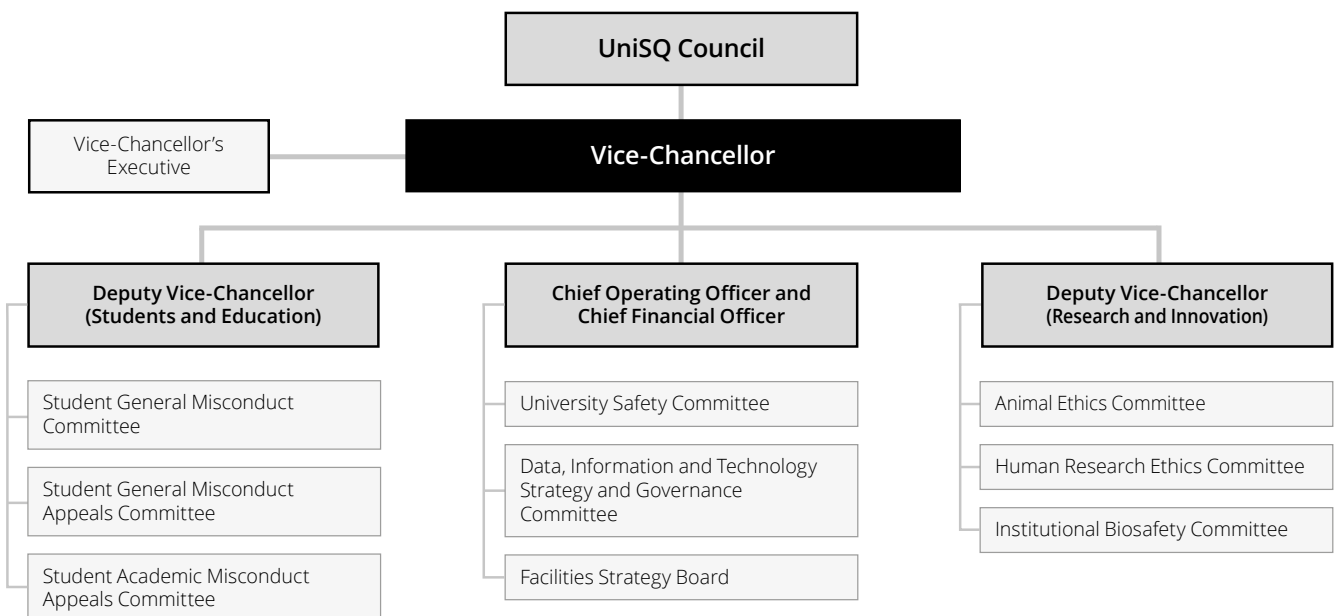 UniSQ Council
Vice-Chancellor's
Executive
Vice-Chancellor
Deputy Vice-Chancellor
(Students and Education)
Student General Misconduct
Committee
Student General Misconduct
Appeals Committee
Student Academic Misconduct
Appeals Committee
Chief Operating Officer and
Chief Financial Officer
University Safety Committee
Data, Information and Technology
Strategy and Governance
Committee
Facilities Strategy Board
Deputy Vice-Chancellor
(Research and Innovation)
Animal Ethics Committee
Human Research Ethics Committee
Institutional Biosafety Committee